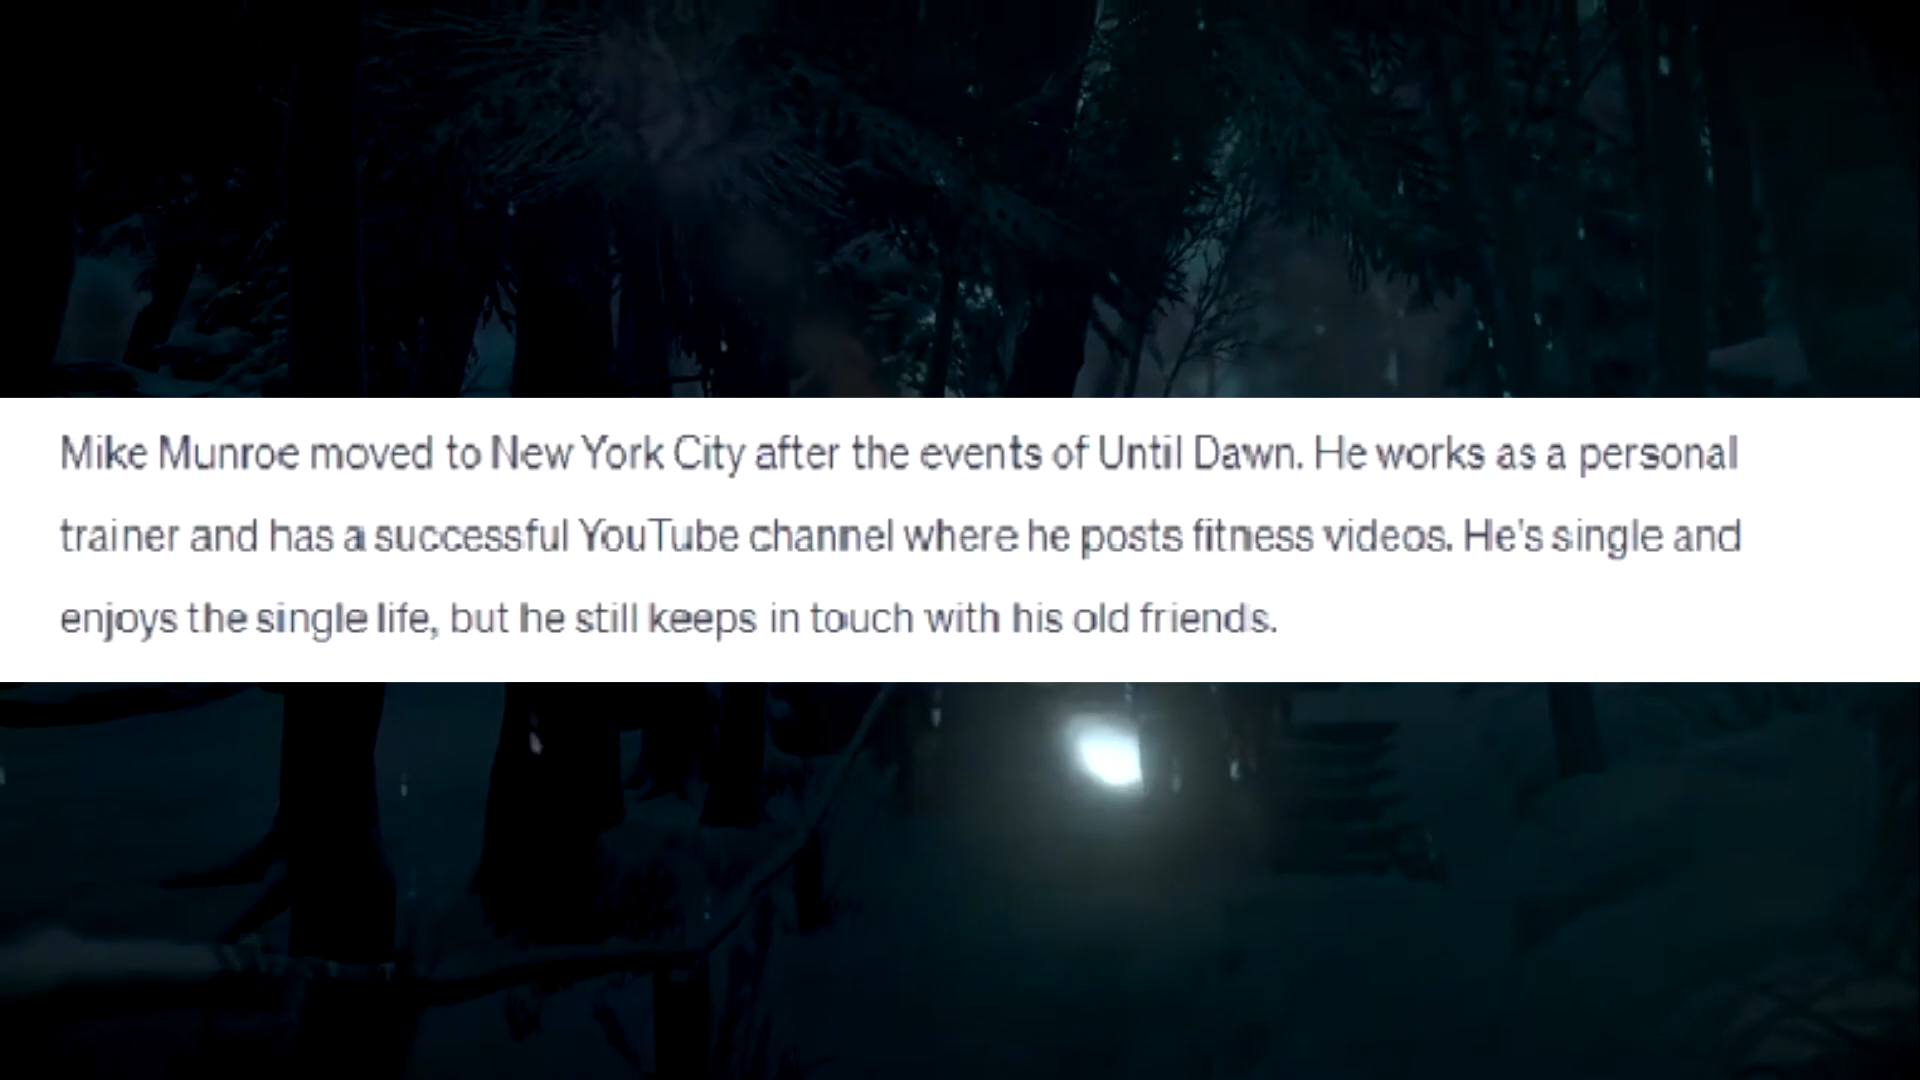 Mike Munroe moved to New York City after the events of Until Dawn. He works as a personal
trainer and has a successful YouTube channel where he posts fitness videos. He's single and
enjoys the single life, but he still keeps in touch with his old friends.